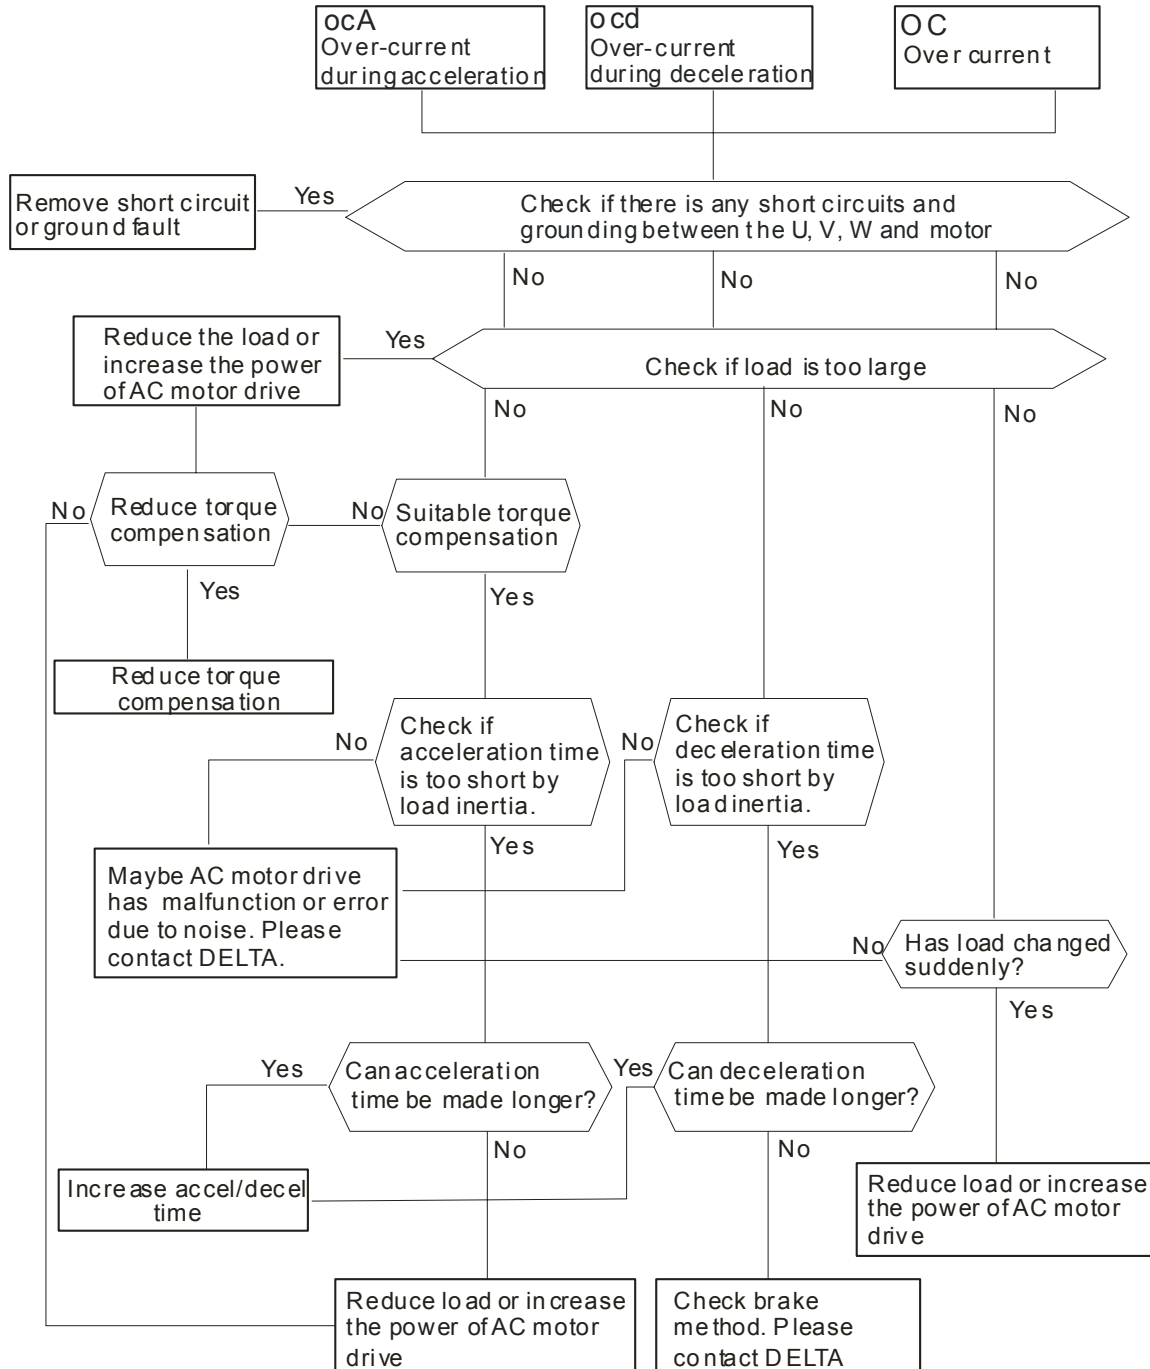 ocA
Over-current
during acceleration
ocd
Over-current
during deceleration
OC
Over current
Remove short circuit
or ground fault
Yes
Check if there is any short circuits and
grounding between the U, V, W and motor
No
No
No
Reduce the load or
increase the power
of AC motor drive
Yes
Check if load is too large
No
No
No
No
Reduce torque
compensation
No
Suitable torque
compensation
Yes
Yes
Reduce torque
compensation
No
Check if
acceleration time
is too short by
load inertia.
No
Check if
deceleration time
is too short by
load inertia.
Yes
Yes
Maybe AC motor drive
has malfunction or error
due to noise. Please
contact DELTA.
No
Has load changed
suddenly?
Yes
Yes
Can acceleration
time be made longer?
Yes
Can deceleration
time be made longer?
No
No
Increase accel/decel
time
Reduce load or increase
the power of AC motor
drive
Reduce load or increase
the power of AC motor
drive
Check brake
method. Please
contact DELTA